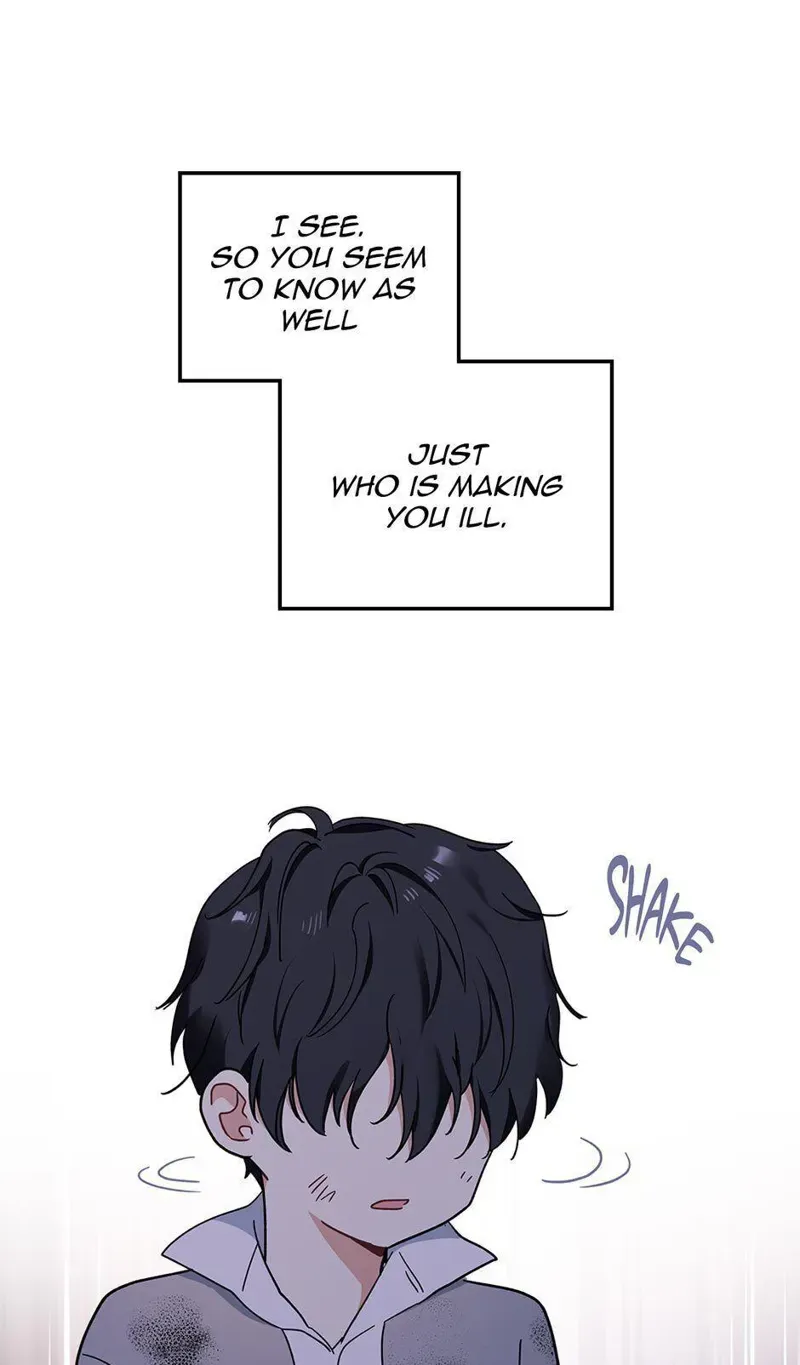 I SEE.
SO YOU SEEM
TO KNOW AS
WELL
JUST
WHO IS MAKING
YOU ILL.
SHAKE